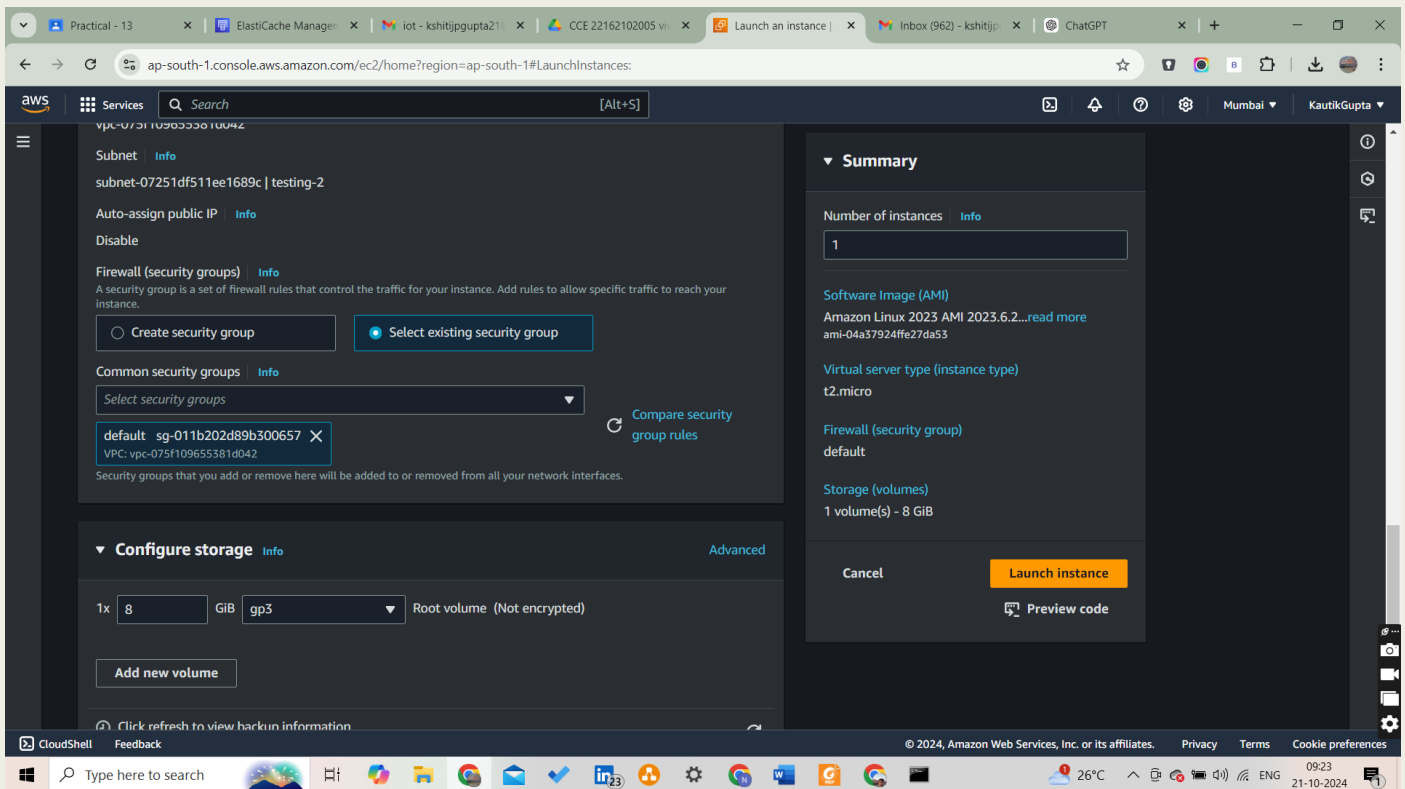 Practical - 13
ElastiCache Manager
iot - kshitijpgupta21
CCE 22162102005 viv
Launch an instance |
Inbox (962) - kshitijp
ChatGPT
ap-south-1.console.aws.amazon.com/ec2/home?region=ap-south-1#LaunchInstances:
aws
Services
Search
[Alt+S]
Mumbai
KautikGupta
vpc-075f109655381d042
Subnet Info
subnet-07251df511ee1689c | testing-2
Auto-assign public IP Info
Disable
Firewall (security groups) Info
A security group is a set of firewall rules that control the traffic for your instance. Add rules to allow specific traffic to reach your
instance.
Create security group
Select existing security group
Common security groups Info
Select security groups
Compare security
group rules
default sg-011b202d89b300657
VPC: vpc-075f109655381d042
Security groups that you add or remove here will be added to or removed from all your network interfaces.
Configure storage Info
Advanced
1x 8 GiB gp3 Root volume (Not encrypted)
Add new volume
Click refresh to view backup information
Summary
Number of instances Info
1
Software Image (AMI)
Amazon Linux 2023 AMI 2023.6.2...read more
ami-04a37924ffe27da53
Virtual server type (instance type)
t2.micro
Firewall (security group)
default
Storage (volumes)
1 volume(s) - 8 GiB
Cancel
Launch instance
Preview code
CloudShell
Feedback
© 2024, Amazon Web Services, Inc. or its affiliates.
Privacy
Terms
Cookie preferences
Type here to search
23
1
26°C
ENG
09:23
21-10-2024
1